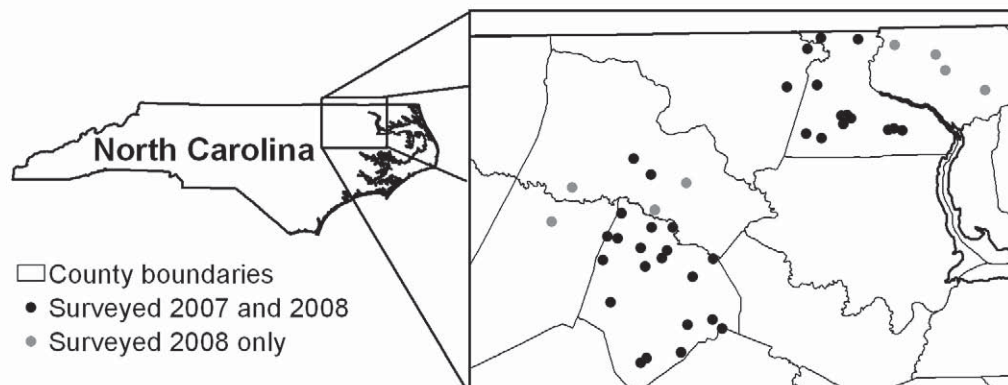 North Carolina
County boundaries
Surveyed 2007 and 2008
Surveyed 2008 only